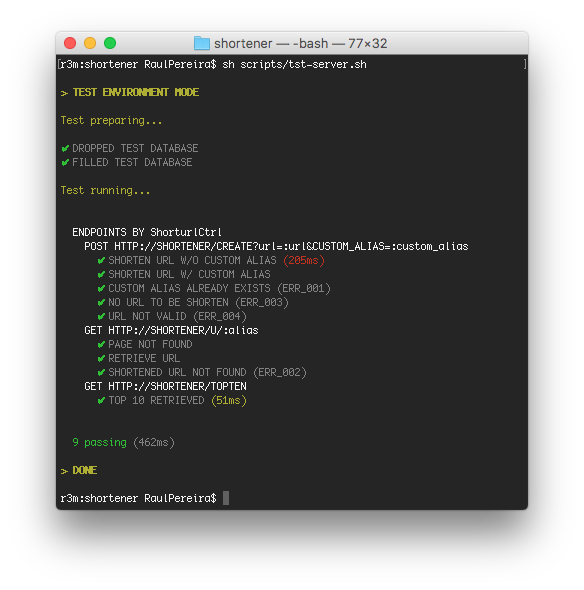 shortener — -bash — 77×32
[r3m:shortener RaulPereira$ sh scripts/tst-server.sh ]
> TEST ENVIRONMENT MODE
Test preparing...
✔ DROPPED TEST DATABASE
✔ FILLED TEST DATABASE
Test running...
ENDPOINTS BY ShorturlCtrl
POST HTTP://SHORTENER/CREATE?url=:url&CUSTOM_ALIAS=:custom_alias
✔ SHORTEN URL W/O CUSTOM ALIAS (205ms)
✔ SHORTEN URL W/ CUSTOM ALIAS
✔ CUSTOM ALIAS ALREADY EXISTS (ERR_001)
✔ NO URL TO BE SHORTEN (ERR_003)
✔ URL NOT VALID (ERR_004)
GET HTTP://SHORTENER/U/:alias
✔ PAGE NOT FOUND
✔ RETRIEVE URL
✔ SHORTENED URL NOT FOUND (ERR_002)
GET HTTP://SHORTENER/TOPTEN
✔ TOP 10 RETRIEVED (51ms)
9 passing (462ms)
> DONE
r3m:shortener RaulPereira$